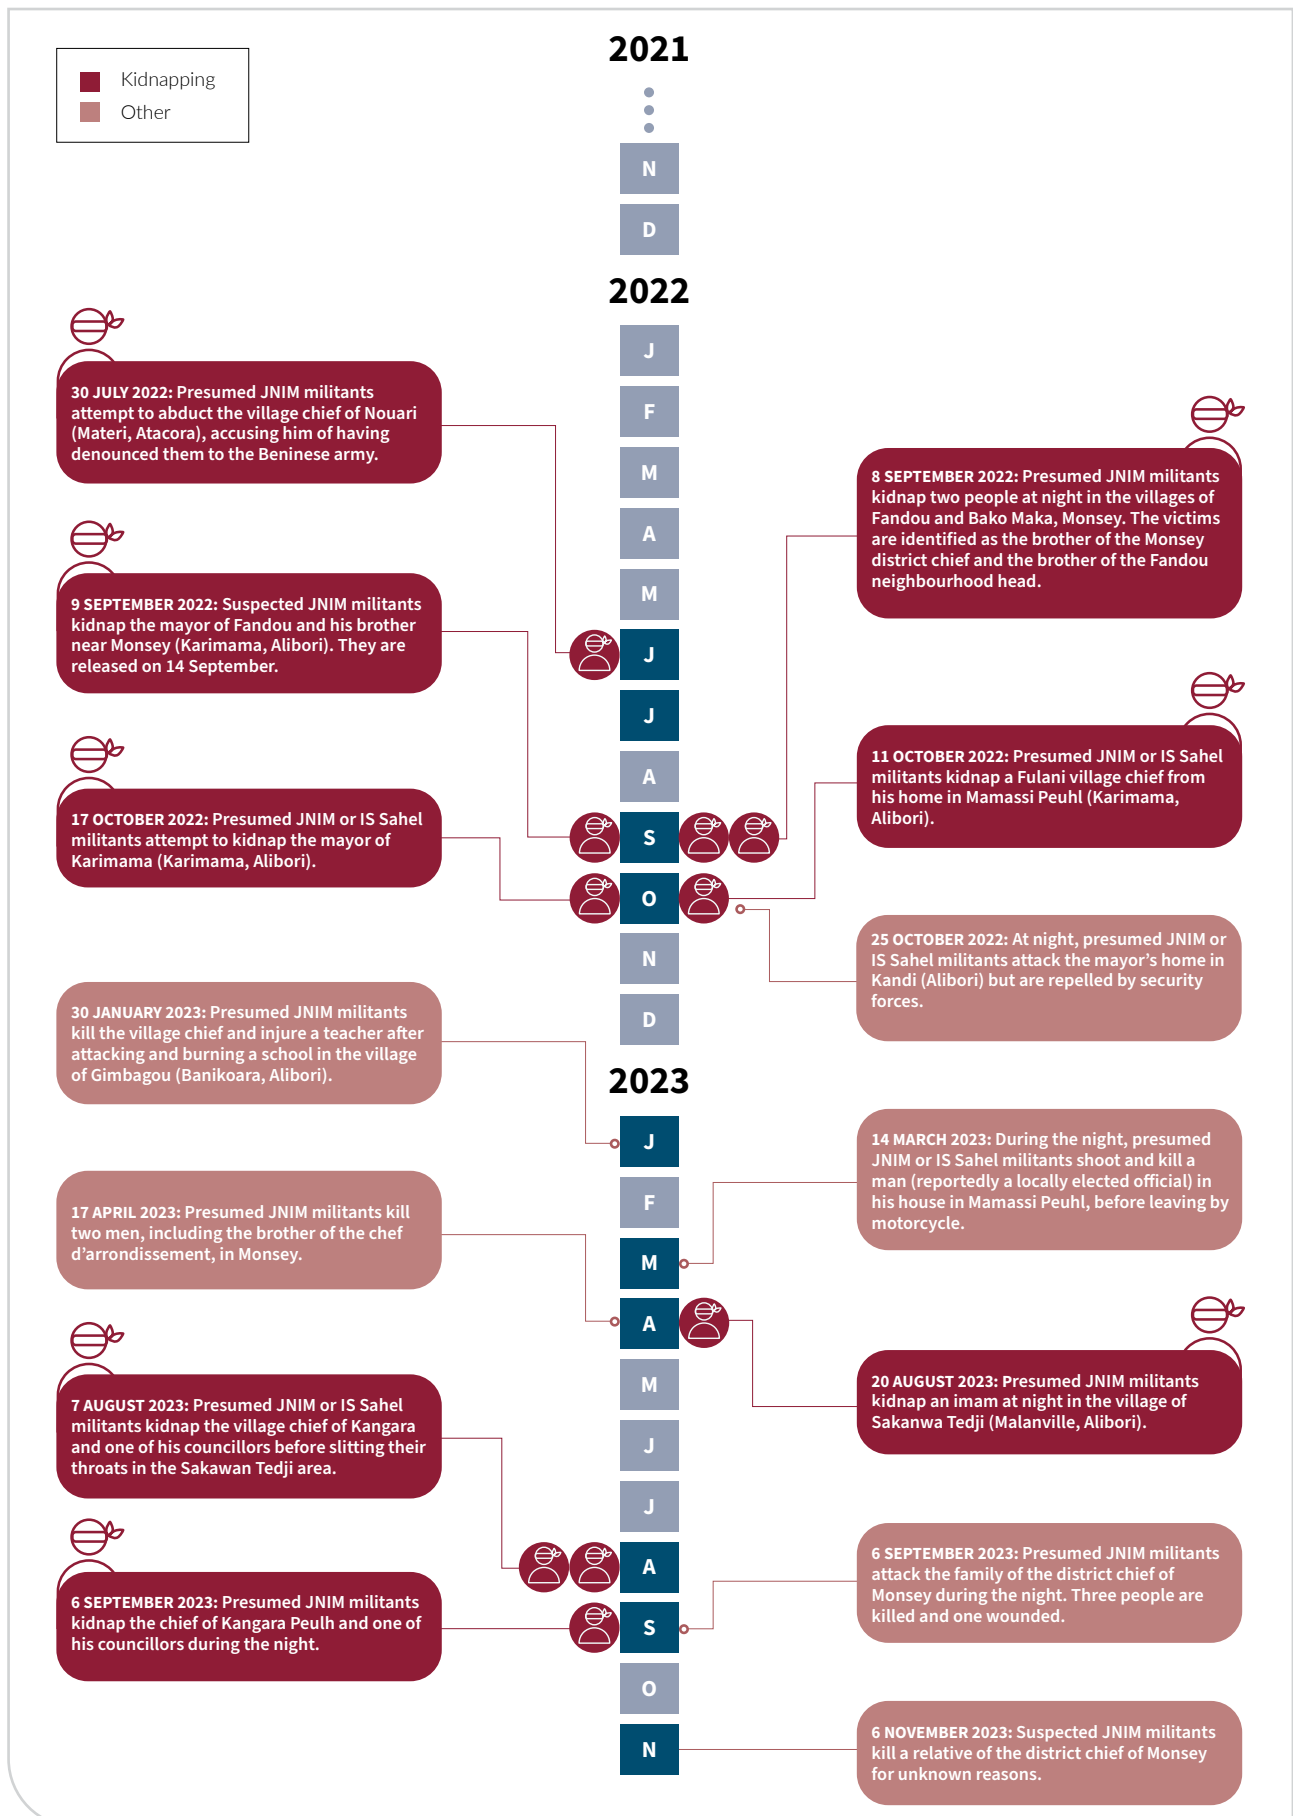 Kidnapping
Other
2021
N
D
2022
J
F
M
A
M
J
J
A
S
O
N
D
2023
J
F
M
A
M
J
J
A
S
O
N
30 JULY 2022: Presumed JNIM militants
attempt to abduct the village chief of Nouari
(Materi, Atacora), accusing him of having
denounced them to the Beninese army.
8 SEPTEMBER 2022: Presumed JNIM militants
kidnap two people at night in the villages of
Fandou and Bako Maka, Monsey. The victims
are identified as the brother of the Monsey
district chief and the brother of the Fandou
neighbourhood head.
9 SEPTEMBER 2022: Suspected JNIM militants
kidnap the mayor of Fandou and his brother
near Monsey (Karimama, Alibori). They are
released on 14 September.
11 OCTOBER 2022: Presumed JNIM or IS Sahel
militants kidnap a Fulani village chief from
his home in Mamassi Peuhl (Karimama,
Alibori).
17 OCTOBER 2022: Presumed JNIM or IS Sahel
militants attempt to kidnap the mayor of
Karimama (Karimama, Alibori).
25 OCTOBER 2022: At night, presumed JNIM or
IS Sahel militants attack the mayor's home in
Kandi (Alibori) but are repelled by security
forces.
30 JANUARY 2023: Presumed JNIM militants
kill the village chief and injure a teacher after
attacking and burning a school in the village
of Gimbagou (Banikoara, Alibori).
14 MARCH 2023: During the night, presumed
JNIM or IS Sahel militants shoot and kill a
man (reportedly a locally elected official) in
his house in Mamassi Peuhl, before leaving by
motorcycle.
17 APRIL 2023: Presumed JNIM militants kill
two men, including the brother of the chef
d'arrondissement, in Monsey.
20 AUGUST 2023: Presumed JNIM militants
kidnap an imam at night in the village of
Sakanwa Tedji (Malanville, Alibori).
7 AUGUST 2023: Presumed JNIM or IS Sahel
militants kidnap the village chief of Kangara
and one of his councillors before slitting their
throats in the Sakawan Tedji area.
6 SEPTEMBER 2023: Presumed JNIM militants
attack the family of the district chief of
Monsey during the night. Three people are
killed and one wounded.
6 SEPTEMBER 2023: Presumed JNIM militants
kidnap the chief of Kangara Peulh and one of
his councillors during the night.
6 NOVEMBER 2023: Suspected JNIM militants
kill a relative of the district chief of Monsey
for unknown reasons.